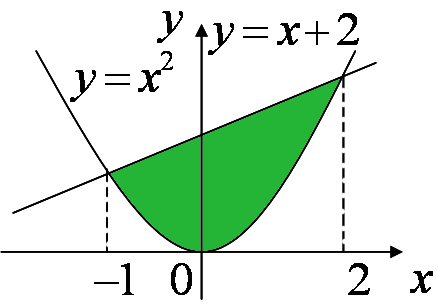 y y = x + 2
y = x²
−1 0 2 x